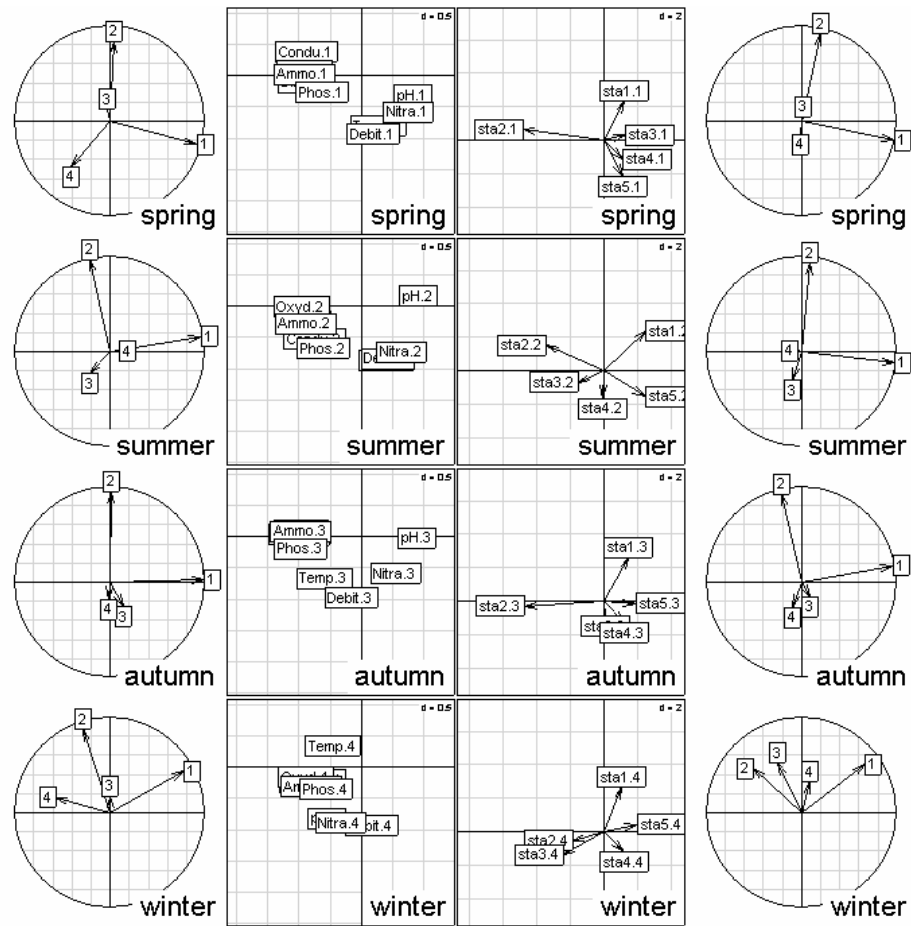 2
3
1
4
spring
d = 0.5
Condu.1
Ammo.1
Phos.1
pH.1
Nitra.1
Debit.1
spring
d = 2
sta1.1
sta2.1
sta3.1
sta4.1
sta5.1
spring
2
3
1
4
spring
2
1
4
3
summer
d = 0.5
pH.2
Oxyd.2
Ammo.2
Phos.2
Nitra.2
summer
d = 2
sta1.2
sta2.2
sta3.2
sta5.2
sta4.2
summer
2
4
1
3
summer
2
1
4
3
autumn
d = 0.5
Ammo.3
pH.3
Phos.3
Nitra.3
Temp.3
Debit.3
autumn
d = 2
sta1.3
sta2.3
sta5.3
sta4.3
autumn
2
1
3
4
autumn
2
1
4
3
winter
d = 0.5
Temp.4
Phos.4
Nitra.4
winter
d = 2
sta1.4
sta5.4
sta2.4
sta3.4
sta4.4
winter
3
2
1
4
winter